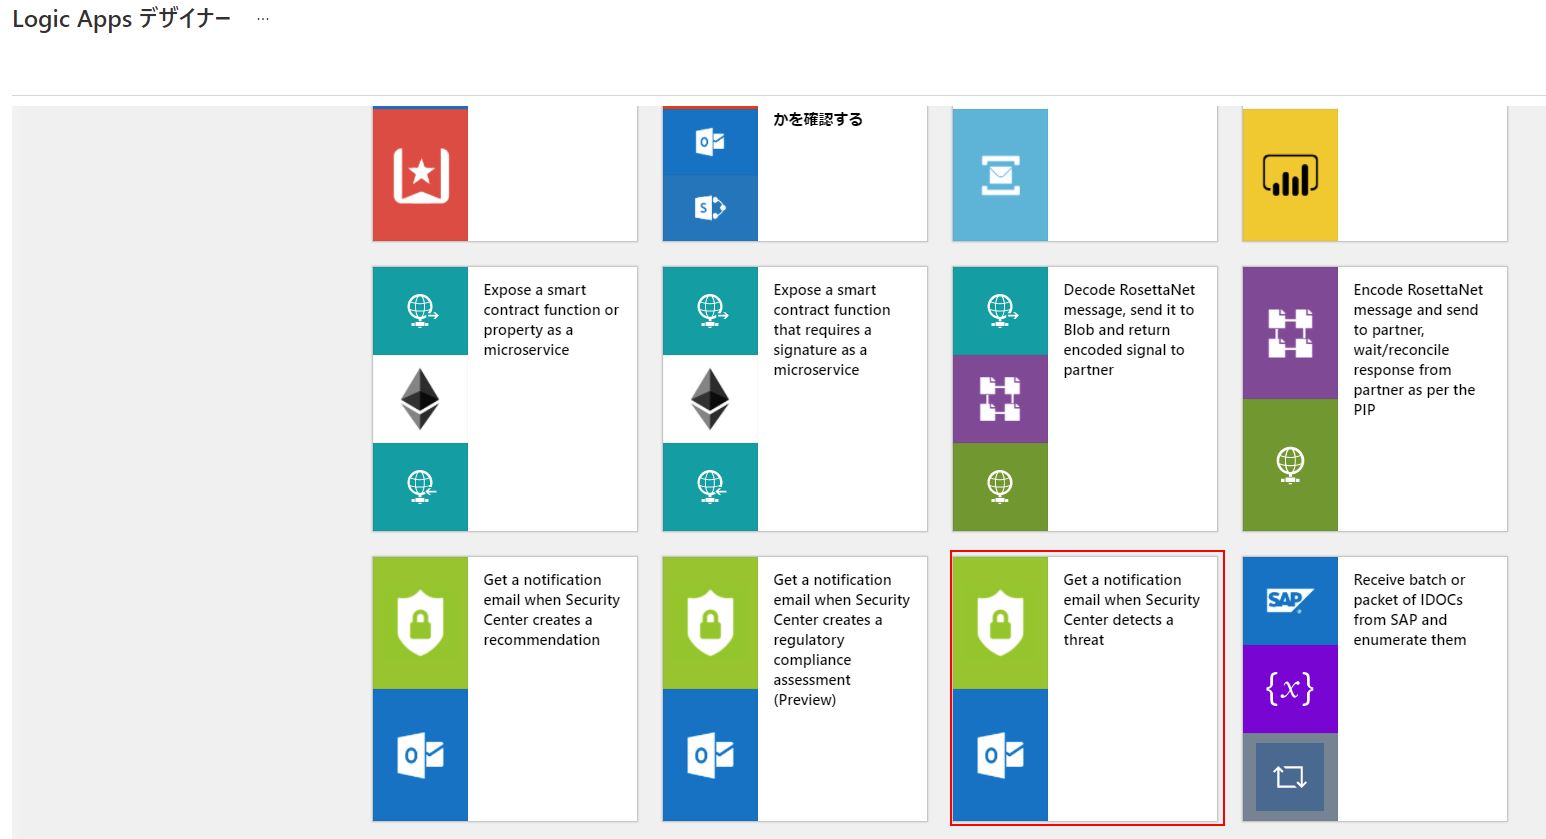 Logic Apps デザイナー
...
かを確認する
Expose a smart
contract function or
property as a
microservice
Expose a smart
contract function
that requires a
signature as a
microservice
Decode RosettaNet
message, send it to
Blob and return
encoded signal to
partner
Encode RosettaNet
message and send
to partner,
wait/reconcile
response from
partner as per the
PIP
Get a notification
email when Security
Center creates a
recommendation
Get a notification
email when Security
Center creates a
regulatory
compliance
assessment
(Preview)
Get a notification
email when Security
Center detects a
threat
SAP
{x}
Receive batch or
packet of IDOCs
from SAP and
enumerate them